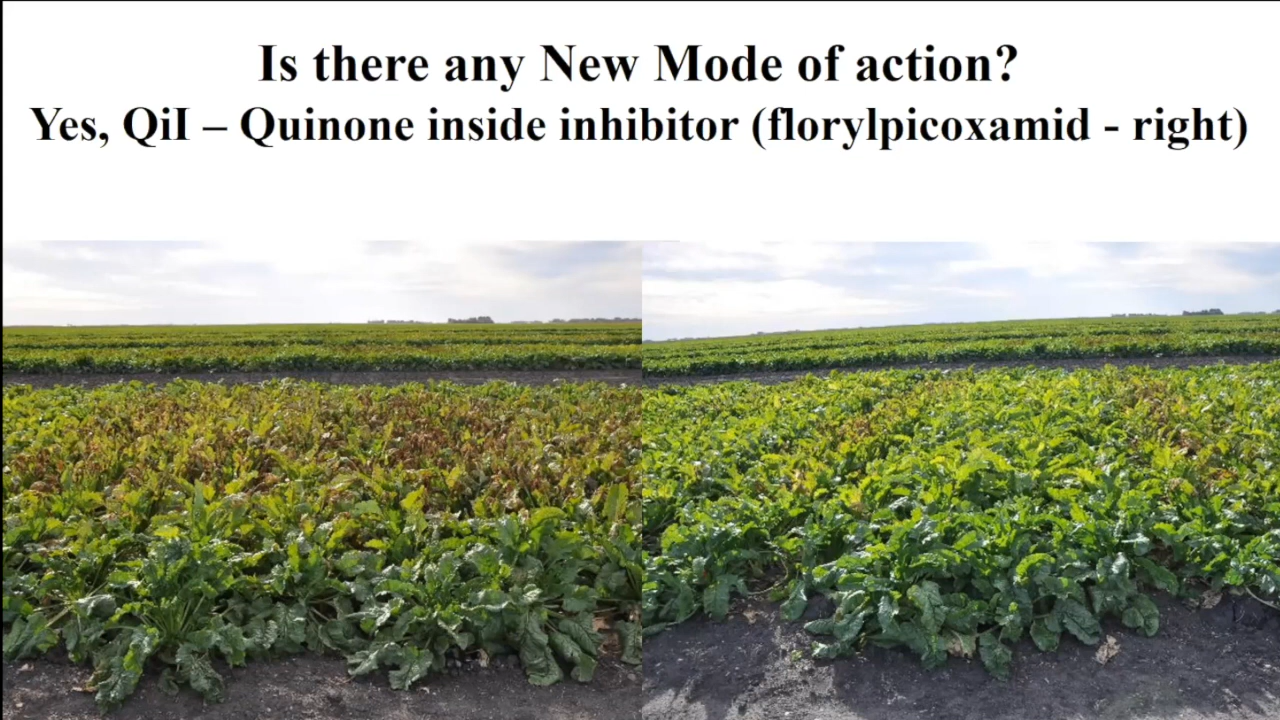 Is there any New Mode of action?
Yes, QiI – Quinone inside inhibitor (florylpicoxamid - right)